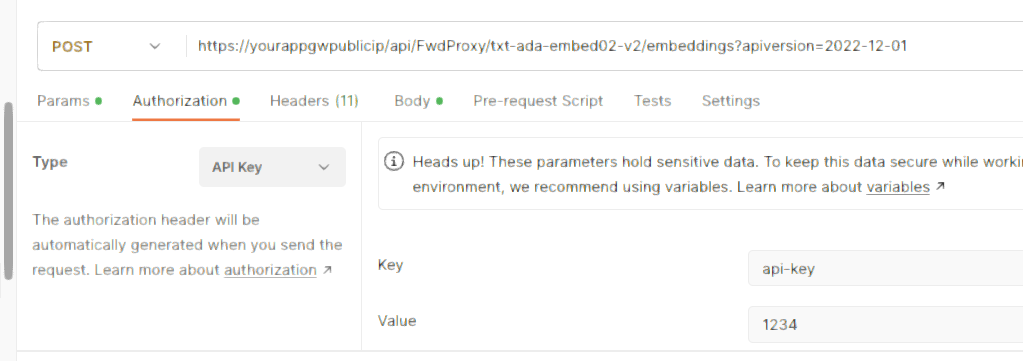 POST https://yourappgwpublicip/api/FwdProxy/txt-ada-embed02-v2/embeddings?apiversion=2022-12-01
Params Authorization Headers (11) Body Pre-request Script Tests Settings
Type API Key
The authorization header will be
automatically generated when you send the
request. Learn more about authorization ↗
Heads up! These parameters hold sensitive data. To keep this data secure while
environment, we recommend using variables. Learn more about variables ↗
Key api-key
Value 1234